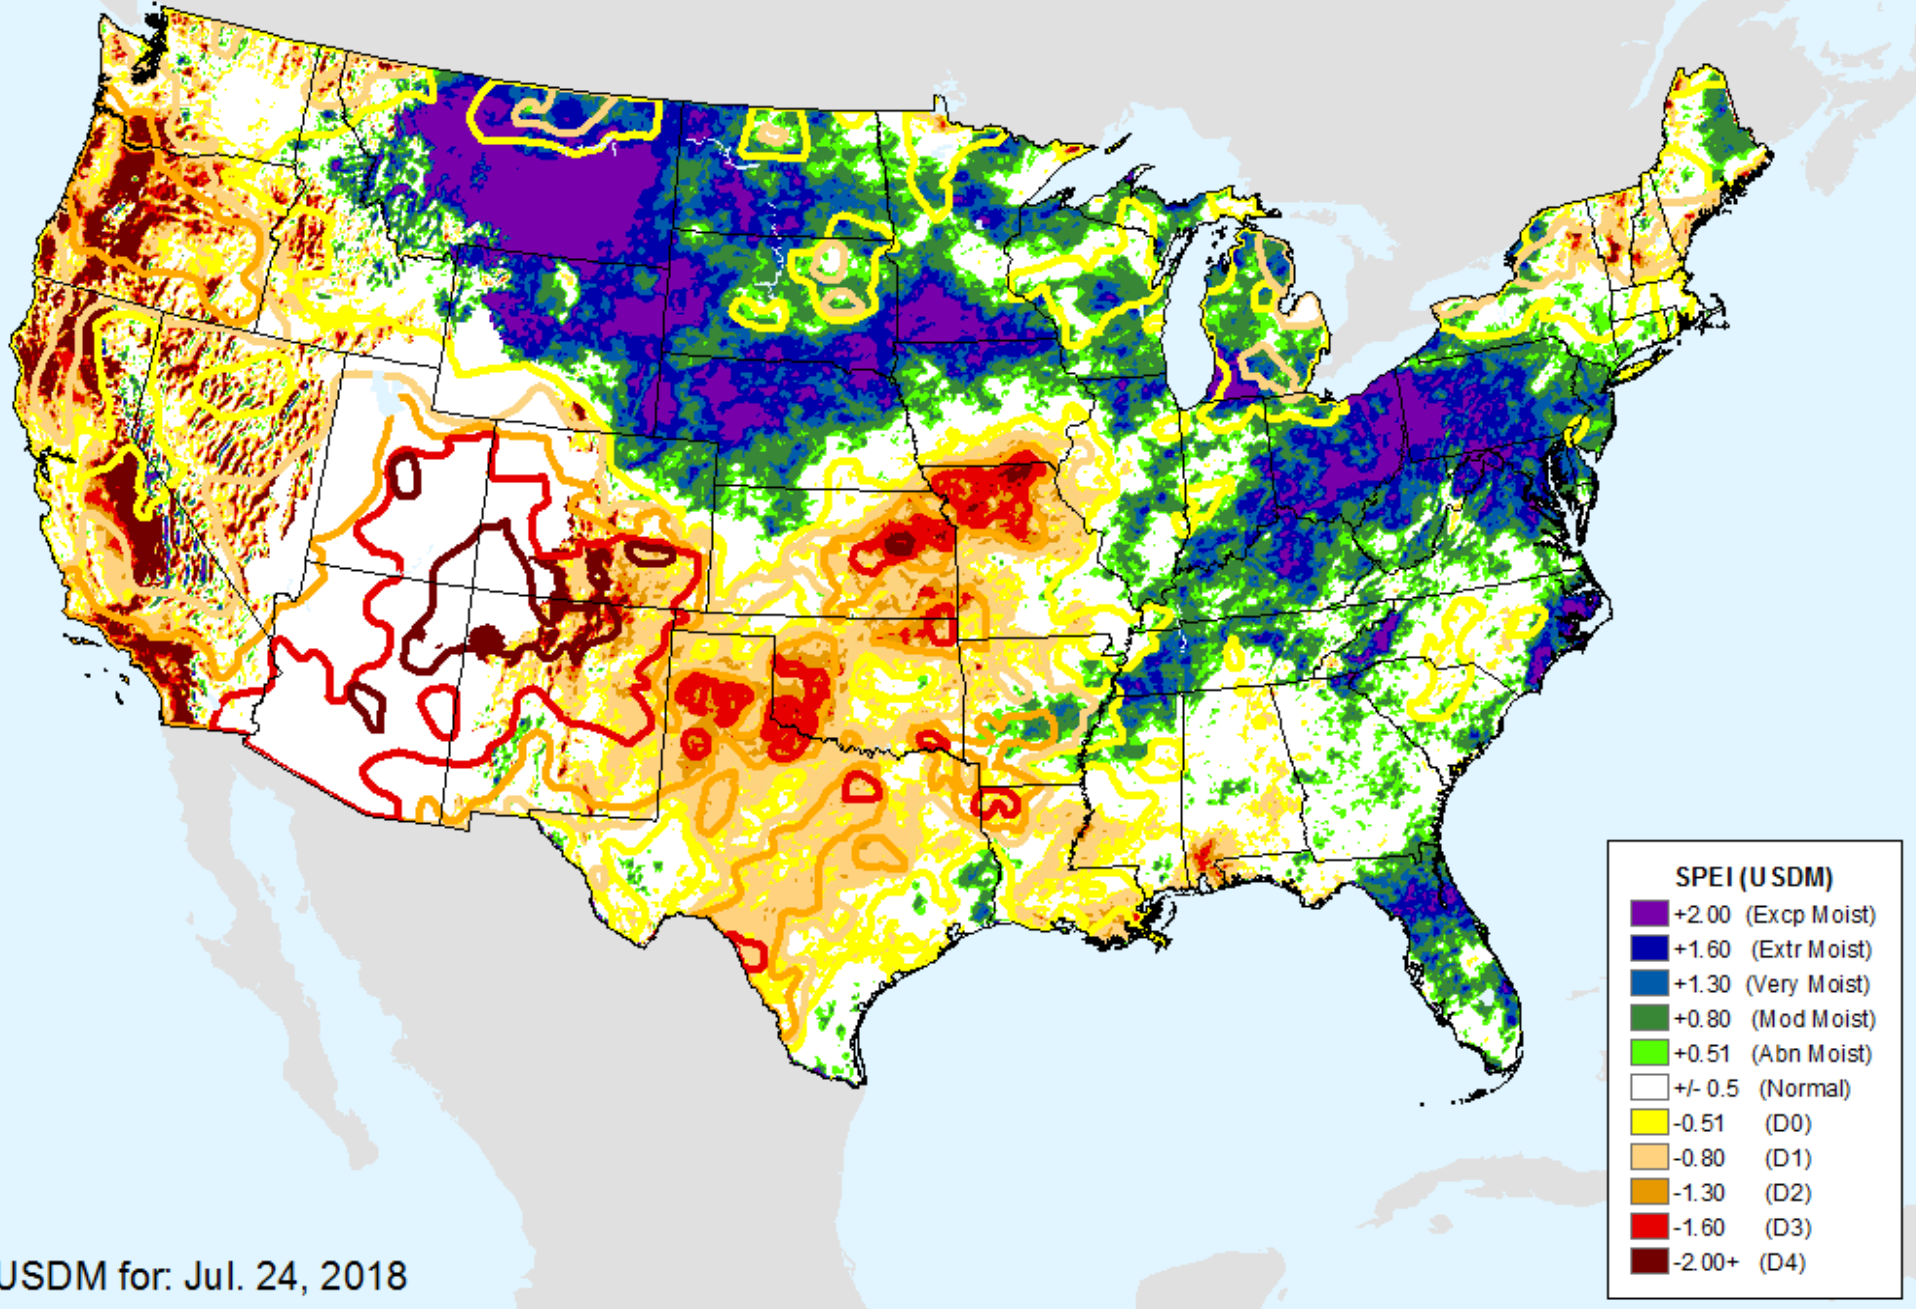 SPEI (USDM)
+2.00 (Excp Moist)
+1.60 (Extr Moist)
+1.30 (Very Moist)
+0.80 (Mod Moist)
+0.51 (Abn Moist)
+/- 0.5 (Normal)
-0.51 (D0)
-0.80 (D1)
-1.30 (D2)
-1.60 (D3)
-2.00+ (D4)
USDM for: Jul. 24, 2018